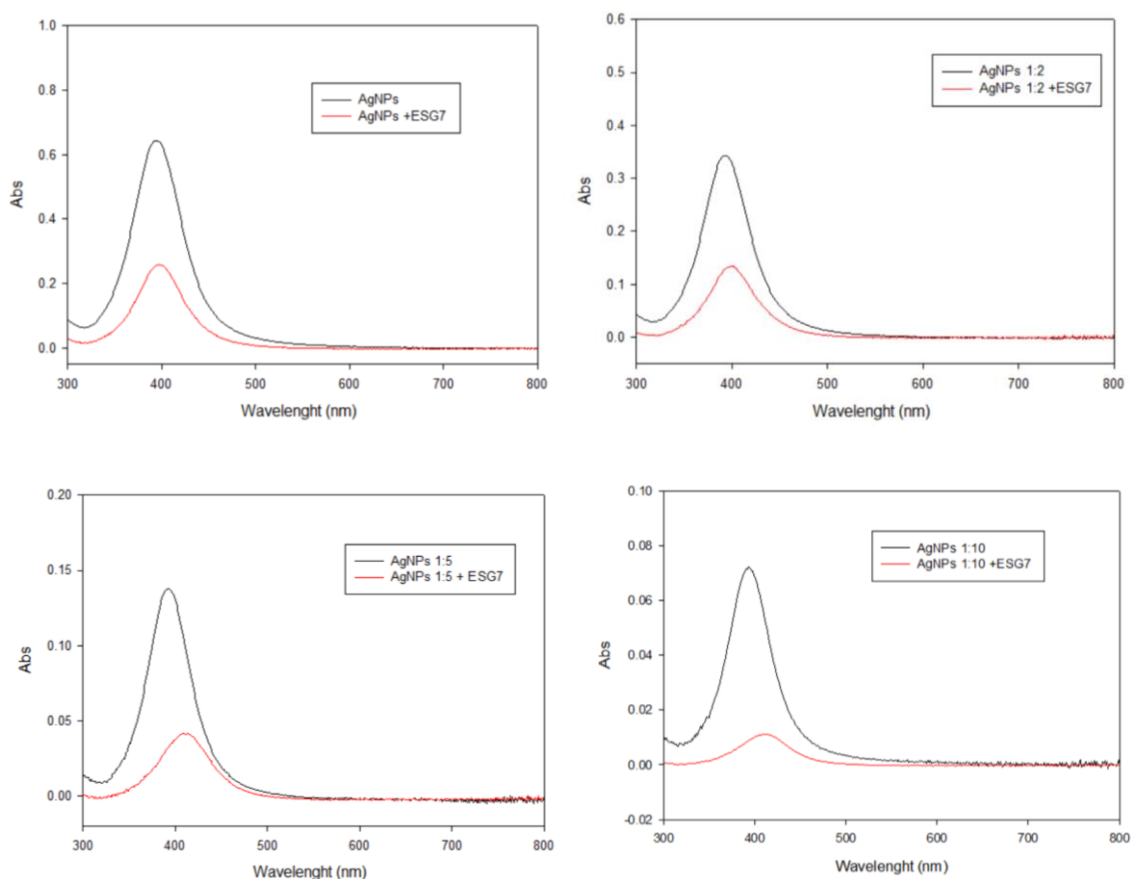 1.0
0.8
0.6
0.4
0.2
0.0
Abs
300 400 500 600 700 800
Wavelenght (nm)
AgNPs
AgNPs +ESG7
0.6
0.5
0.4
0.3
0.2
0.1
0.0
Abs
300 400 500 600 700 800
Wavelenght (nm)
AgNPs 1:2
AgNPs 1:2 +ESG7
0.20
0.15
0.10
0.05
0.00
Abs
300 400 500 600 700 800
Wavelenght (nm)
AgNPs 1:5
AgNPs 1:5 + ESG7
0.10
0.08
0.06
0.04
0.02
0.00
-0.02
Abs
300 400 500 600 700 800
Wavelenght (nm)
AgNPs 1:10
AgNPs 1:10 +ESG7